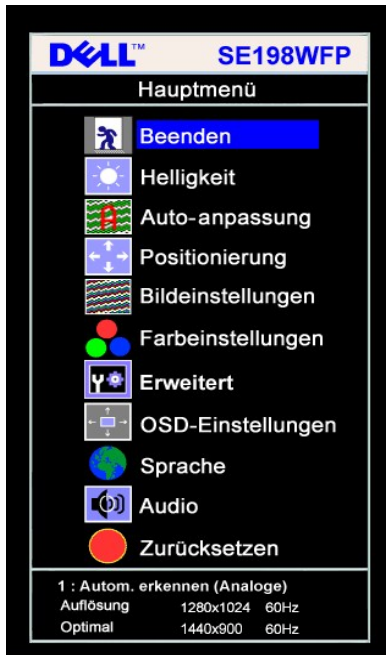 DELL™ SE198WFP
Hauptmenü
Beenden
Helligkeit
A
Auto-anpassung
Positionierung
Bildeinstellungen
Farbeinstellungen
Erweitert
OSD-Einstellungen
Sprache
Audio
Zurücksetzen
1 : Autom. erkennen (Analoge)
Auflösung 1280x1024 60Hz
Optimal 1440x900 60Hz